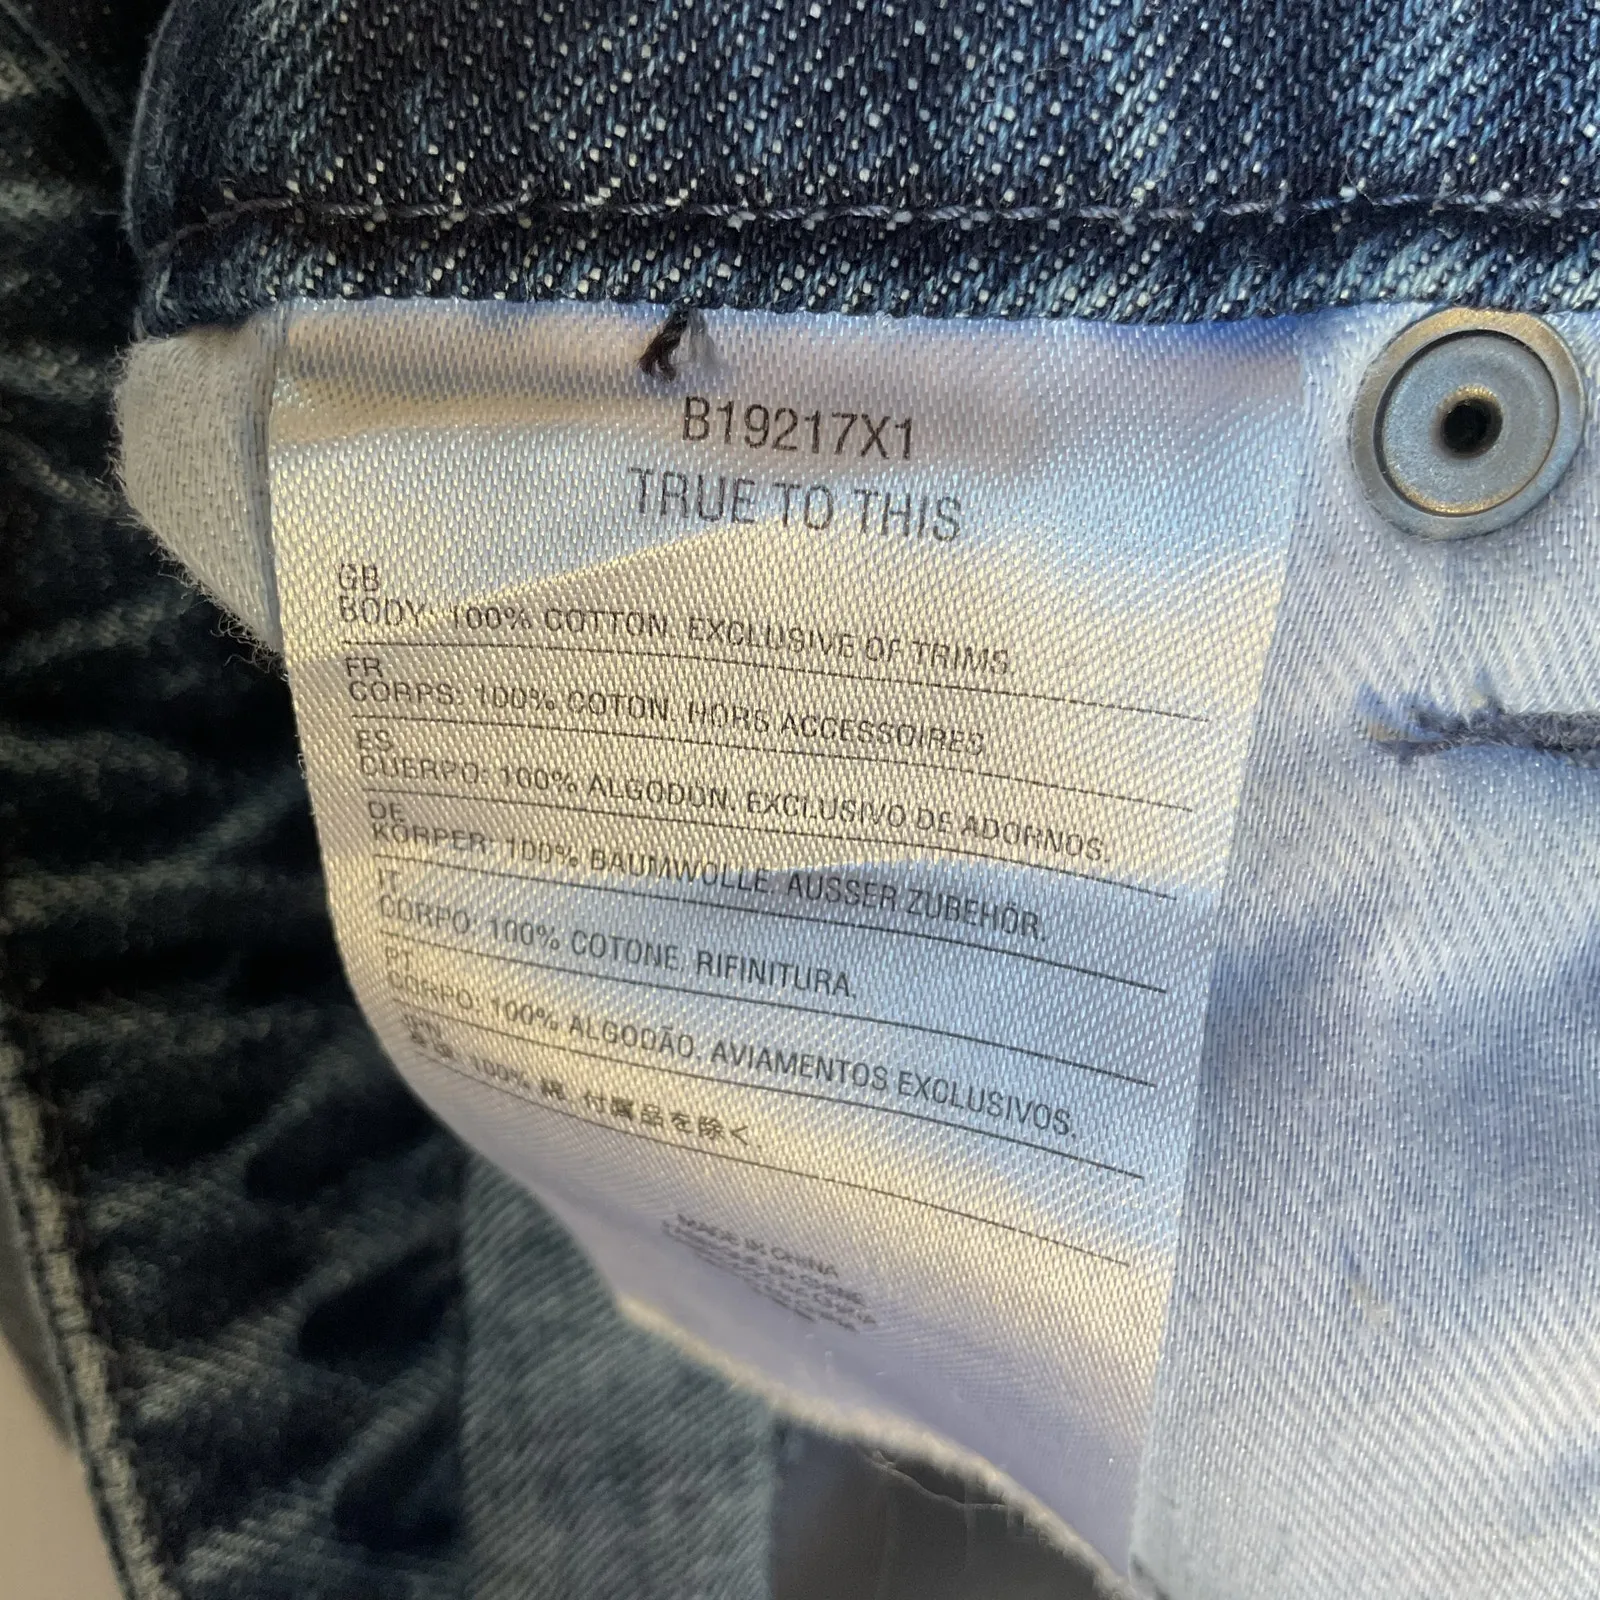 B19217X1
TRUE TO THIS
GB
BODY: 100% COTTON. EXCLUSIVE OF TRIMS.
FR
CORPS: 100% COTON. HORS ACCESSOIRES
ES
CUERPO: 100% ALGODON. EXCLUSIVO DE ADORNOS.
DE
KÖRPER: 100% BAUMWOLLE. AUSSER ZUBEHÖR.
IT
CORPO: 100% COTONE. RIFINITURA.
PT
CORPO: 100% ALGODÃO. AVIAMENTOS EXCLUSIVOS.
100% 綿 付属品を除く.
MADE IN CHINA